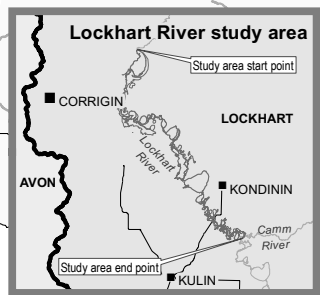 Lockhart River study area
Study area start point
CORRIGIN
LOCKHART
Lockhart
River
AVON
KONDININ
Camm
River
Study area end point
KULIN